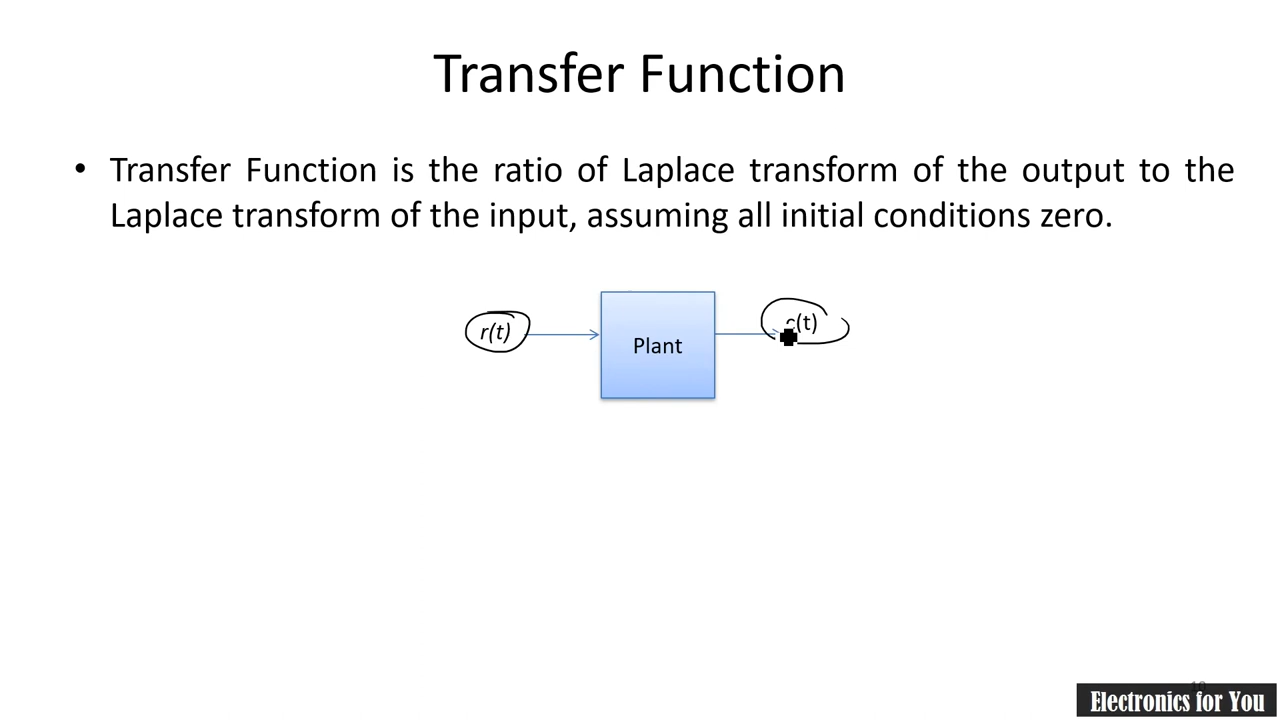 Transfer Function
• Transfer Function is the ratio of Laplace transform of the output to the
Laplace transform of the input, assuming all initial conditions zero.
r(t)
Plant
c(t)
Electronics for You